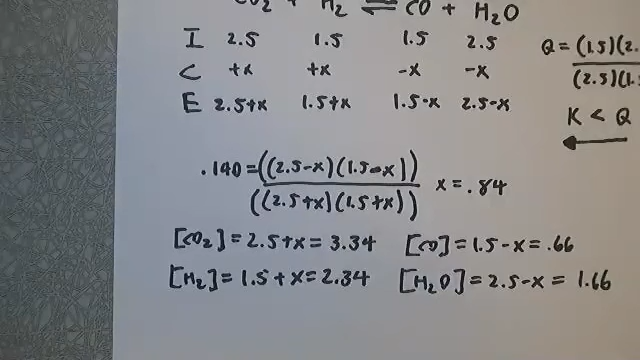 CO₂ + H₂ ⇌ CO + H₂O
I 2.5 1.5 1.5 2.5
C +x +x -x -x
E 2.5+x 1.5+x 1.5-x 2.5-x
Q = (1.5)(2.
(2.5)(1.
K < Q
.140 = ((2.5-x)(1.5-x))
((2.5+x)(1.5+x))
x = .84
[CO₂] = 2.5+x = 3.34 [CO] = 1.5-x = .66
[H₂] = 1.5+x = 2.34 [H₂O] = 2.5-x = 1.66